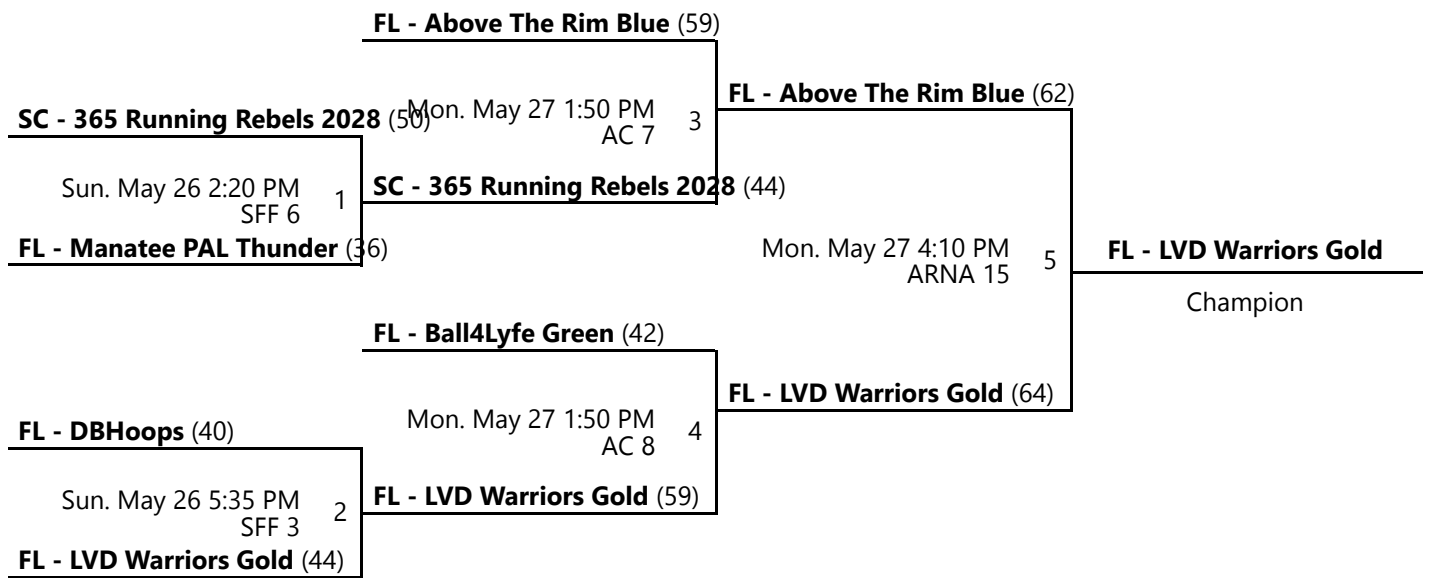 FL - Above The Rim Blue (59)
FL - Above The Rim Blue (62)
SC - 365 Running Rebels 2028 (50)
Mon. May 27 1:50 PM
AC 7
3
Sun. May 26 2:20 PM
SFF 6
1
SC - 365 Running Rebels 2028 (44)
FL - Manatee PAL Thunder (36)
Mon. May 27 4:10 PM
ARNA 15
5
FL - LVD Warriors Gold
Champion
FL - Ball4Lyfe Green (42)
FL - LVD Warriors Gold (64)
FL - DBHoops (40)
Mon. May 27 1:50 PM
AC 8
4
Sun. May 26 5:35 PM
SFF 3
2
FL - LVD Warriors Gold (59)
FL - LVD Warriors Gold (44)